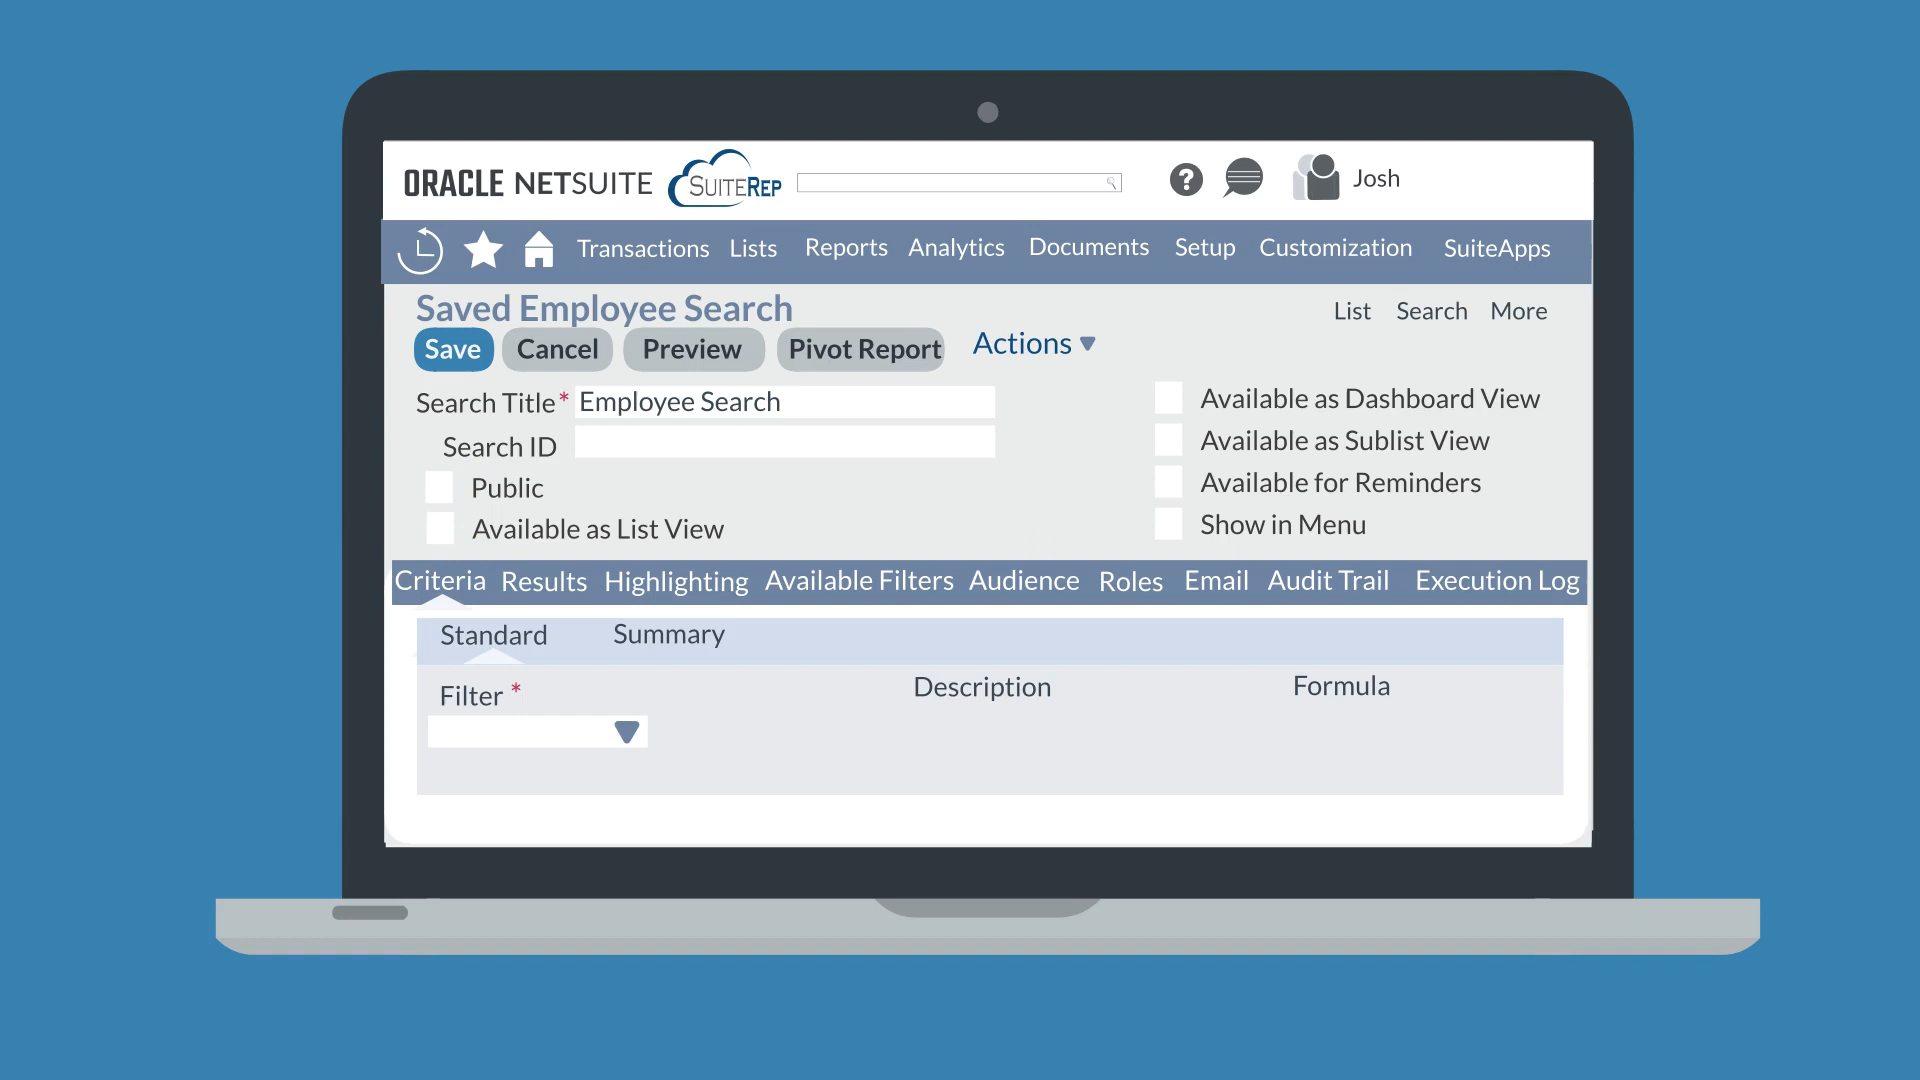 ORACLE NETSUITE SUITEREP ? Josh
Transactions Lists Reports Analytics Documents Setup Customization SuiteApps
Saved Employee Search List Search More
Save Cancel Preview Pivot Report Actions
Search Title* Employee Search
Search ID
Public
Available as List View
Available as Dashboard View
Available as Sublist View
Available for Reminders
Show in Menu
Criteria Results Highlighting Available Filters Audience Roles Email Audit Trail Execution Log
Standard Summary
Filter * Description Formula